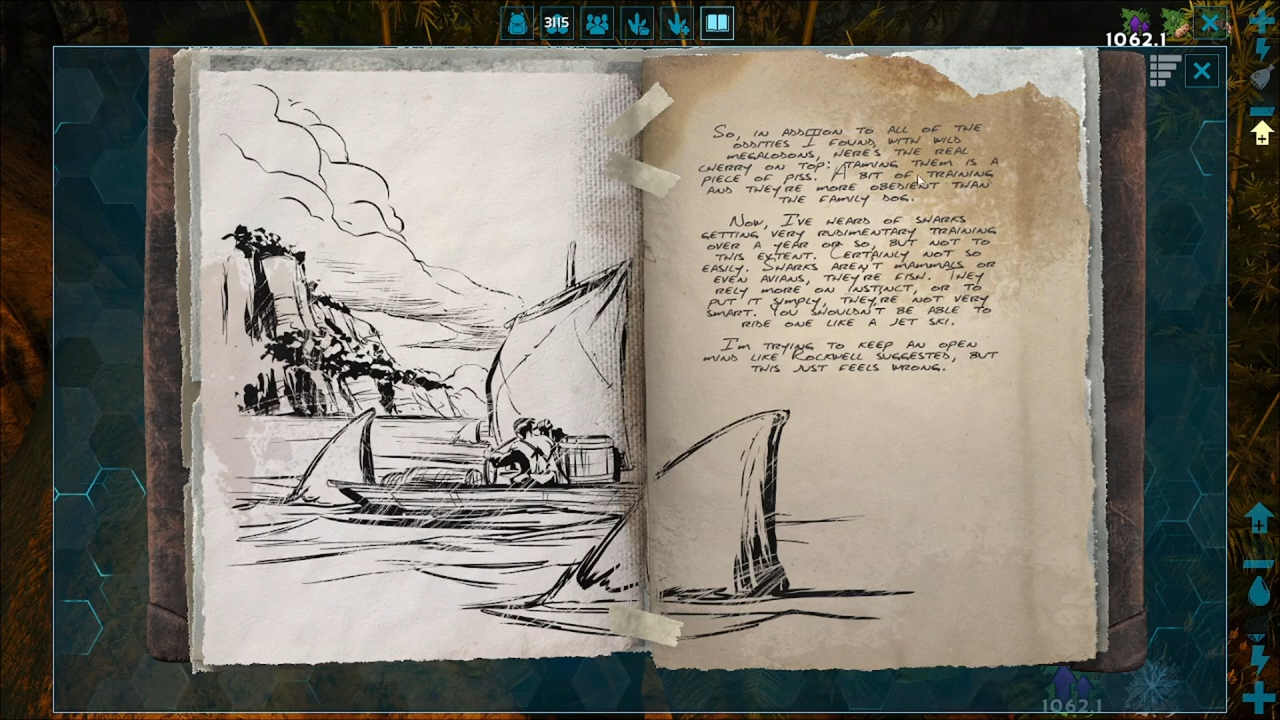 3115
1062.1
So, in addition to all of the
oddities I found with wild
megalodons, here's the real
cherry on top: taming them is a
piece of piss. A bit of training
and they're more obedient than
the family dog.
Now, I've heard of sharks
getting very rudimentary training
over a year or so, but not to
this extent. Certainly not so
easily. Sharks aren't mammals or
even avians, they're fish. They
rely more on instinct, or to
put it simply, they're not very
smart. You shouldn't be able to
ride one like a jet ski.
I'm trying to keep an open
mind like Rockwell suggested, but
this just feels wrong.
1062.1